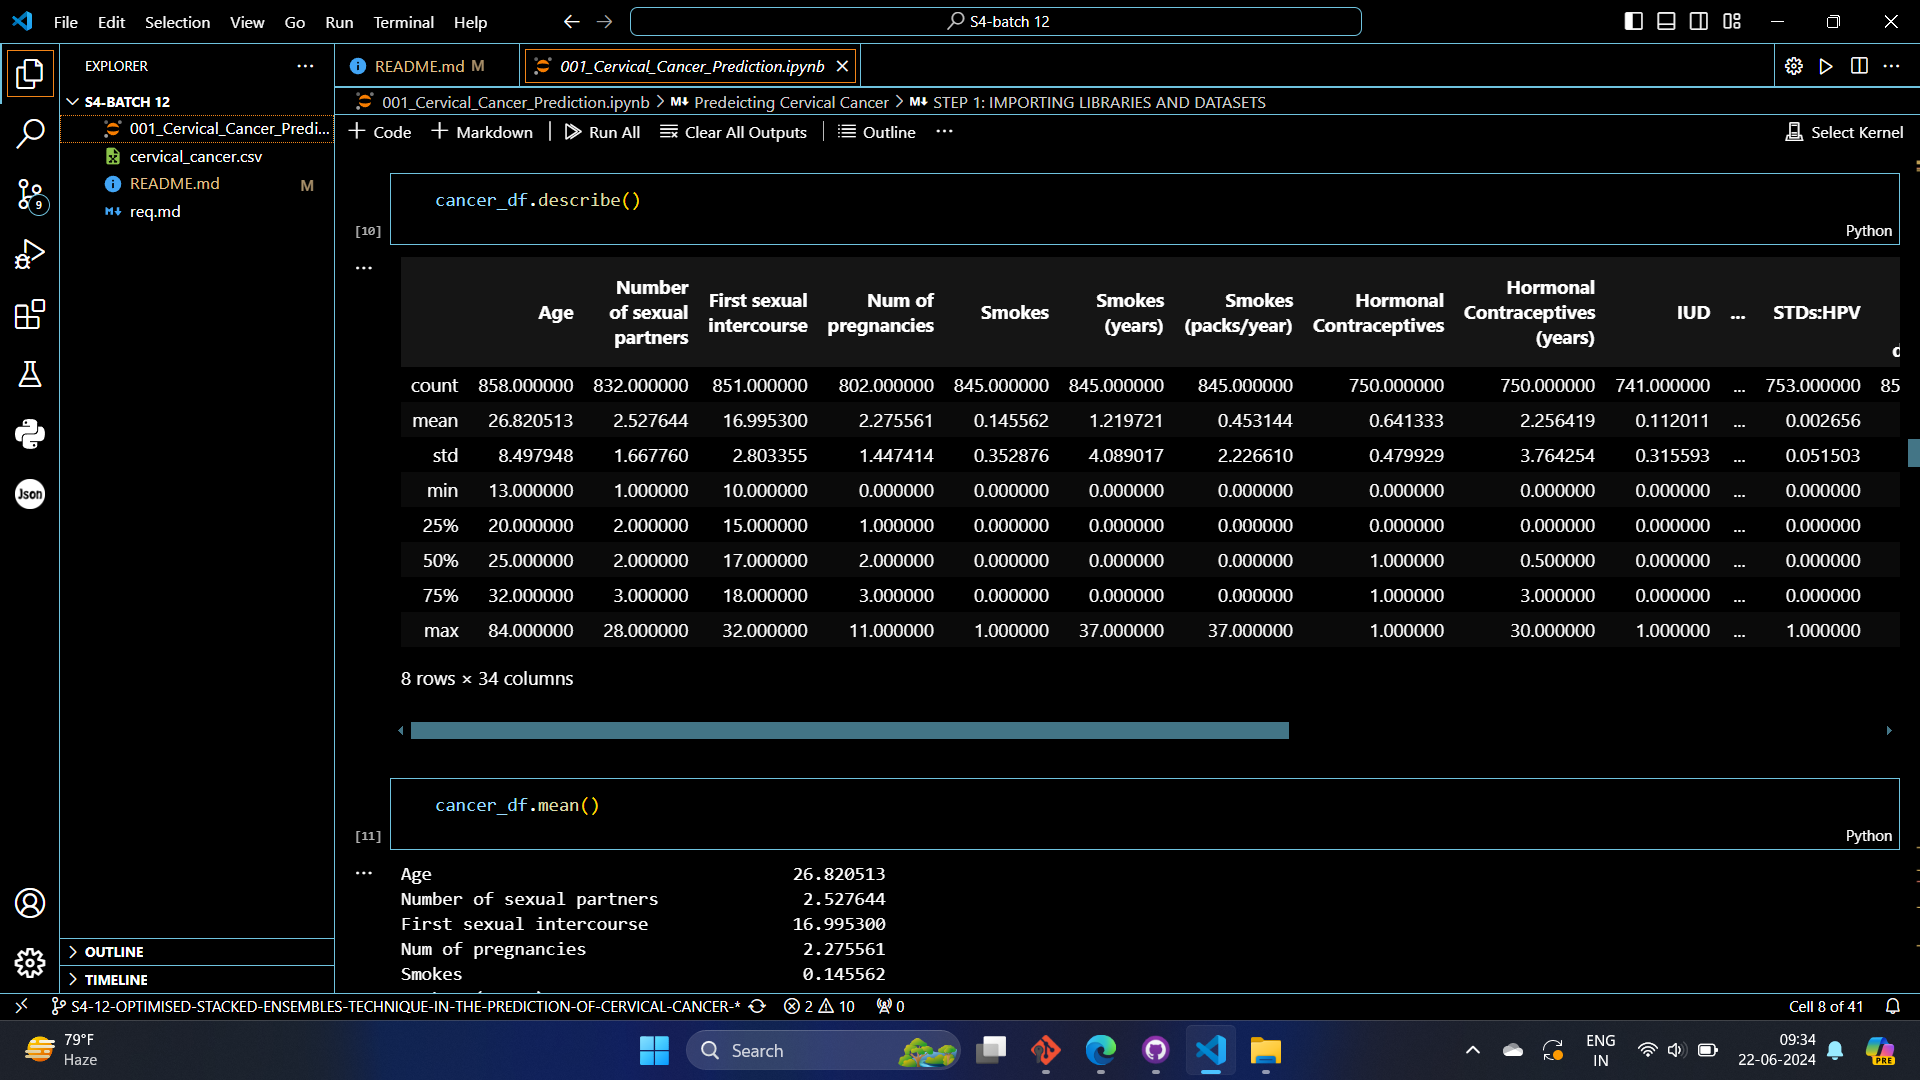 File Edit Selection View Go Run Terminal Help
S4-batch 12
EXPLORER
README.md M
001_Cervical_Cancer_Prediction.ipynb
S4-BATCH 12
001_Cervical_Cancer_Predi...
cervical_cancer.csv
README.md M
req.md
001_Cervical_Cancer_Prediction.ipynb > M↓ Predeicting Cervical Cancer > M↓ STEP 1: IMPORTING LIBRARIES AND DATASETS
+ Code + Markdown Run All Clear All Outputs Outline ...
Select Kernel
cancer_df.describe()
[10]
Python
Age Number of sexual partners First sexual intercourse Num of pregnancies Smokes Smokes (years) Smokes (packs/year) Hormonal Contraceptives Hormonal Contraceptives (years) IUD ... STDs:HPV
count 858.000000 832.000000 851.000000 802.000000 845.000000 845.000000 845.000000 750.000000 750.000000 741.000000 ... 753.000000 85
mean 26.820513 2.527644 16.995300 2.275561 0.145562 1.219721 0.453144 0.641333 2.256419 0.112011 ... 0.002656
std 8.497948 1.667760 2.803355 1.447414 0.352876 4.089017 2.226610 0.479929 3.764254 0.315593 ... 0.051503
min 13.000000 1.000000 10.000000 0.000000 0.000000 0.000000 0.000000 0.000000 0.000000 0.000000 ... 0.000000
25% 20.000000 2.000000 15.000000 1.000000 0.000000 0.000000 0.000000 0.000000 0.000000 0.000000 ... 0.000000
50% 25.000000 2.000000 17.000000 2.000000 0.000000 0.000000 0.000000 1.000000 0.500000 0.000000 ... 0.000000
75% 32.000000 3.000000 18.000000 3.000000 0.000000 0.000000 0.000000 1.000000 3.000000 0.000000 ... 0.000000
max 84.000000 28.000000 32.000000 11.000000 1.000000 37.000000 37.000000 1.000000 30.000000 1.000000 ... 1.000000
8 rows × 34 columns
cancer_df.mean()
[11]
Python
Age 26.820513
Number of sexual partners 2.527644
First sexual intercourse 16.995300
Num of pregnancies 2.275561
Smokes 0.145562
9
Json
OUTLINE
TIMELINE
S4-12-OPTIMISED-STACKED-ENSEMBLES-TECHNIQUE-IN-THE-PREDICTION-OF-CERVICAL-CANCER-* 2 10 0
Cell 8 of 41
79°F
Haze
Search
ENG
IN
09:34
22-06-2024
PRE